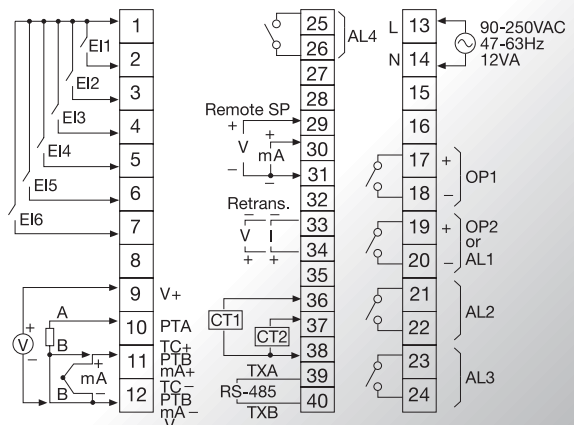 1
EI1
2
EI2
3
EI3
4
EI4
5
EI5
6
EI6
7
8
9 V+
+
V
−
A
10 PTA
B
TC+
11 PTB
+
mA
mA+
−
TC−
B
12 PTB
mA−
25
AL4
26
27
28
Remote SP
29
+
V
−
+
mA
−
30
31
32
Retrans.
33
− −
V
+ +
34
35
36
CT1
37
CT2
38
TXA
39
RS-485
40
TXB
L 13
90-250VAC
47-63Hz
12VA
N 14
15
16
17 +
OP1
18 −
19 +
OP2
or
AL1
20 −
21
AL2
22
23
AL3
24